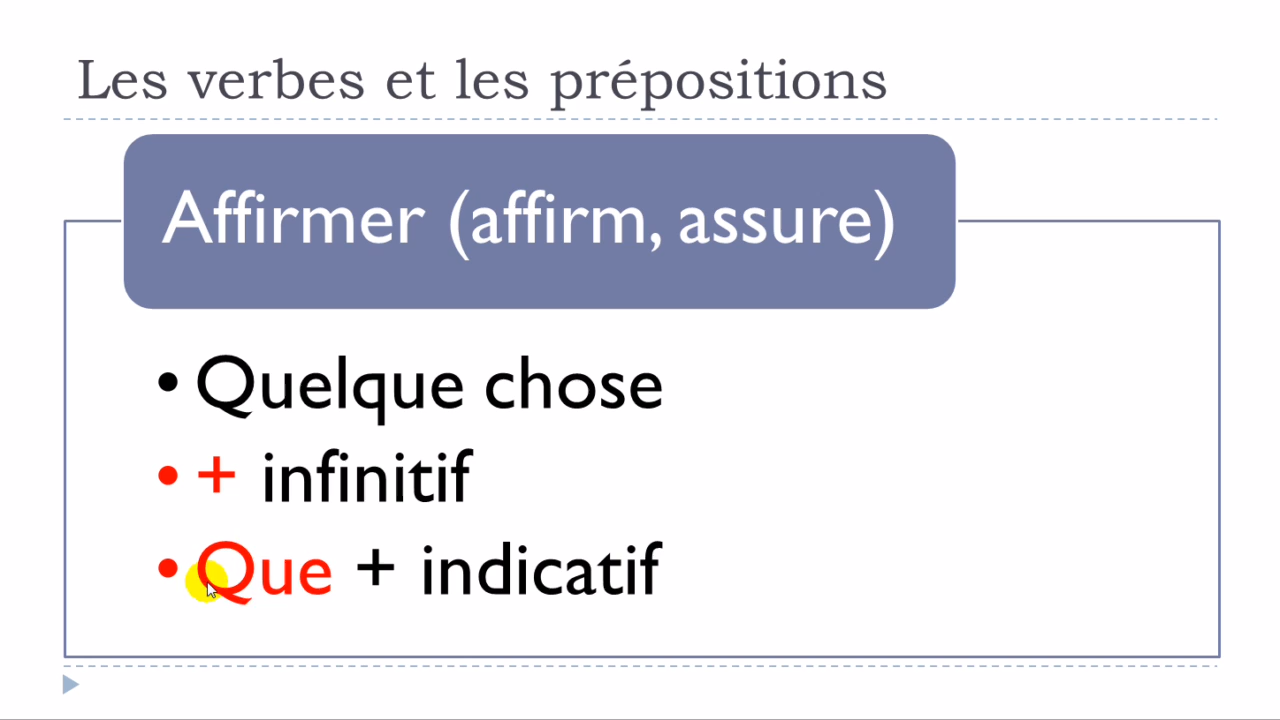 Les verbes et les prépositions
Affirmer (affirm, assure)
• Quelque chose
• + infinitif
• Que + indicatif